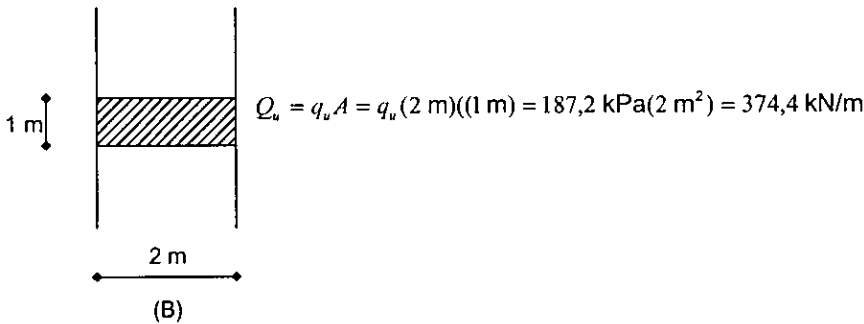 1 m
Q_u = q_u A = q_u (2 m)((1 m) = 187,2 kPa(2 m²) = 374,4 kN/m
2 m
(B)